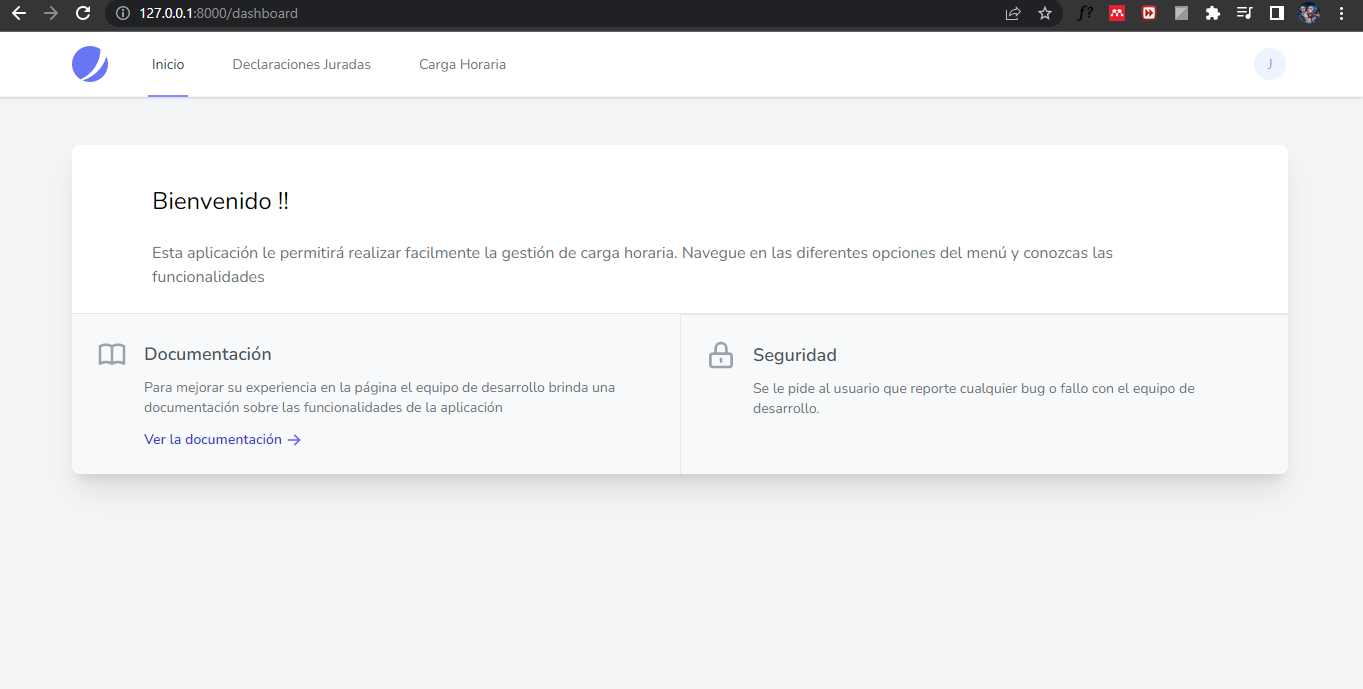 127.0.0.1:8000/dashboard
f?
Inicio
Declaraciones Juradas
Carga Horaria
J
Bienvenido !!
Esta aplicación le permitirá realizar facilmente la gestión de carga horaria. Navegue en las diferentes opciones del menú y conozcas las
funcionalidades
Documentación
Para mejorar su experiencia en la página el equipo de desarrollo brinda una
documentación sobre las funcionalidades de la aplicación
Ver la documentación →
Seguridad
Se le pide al usuario que reporte cualquier bug o fallo con el equipo de
desarrollo.